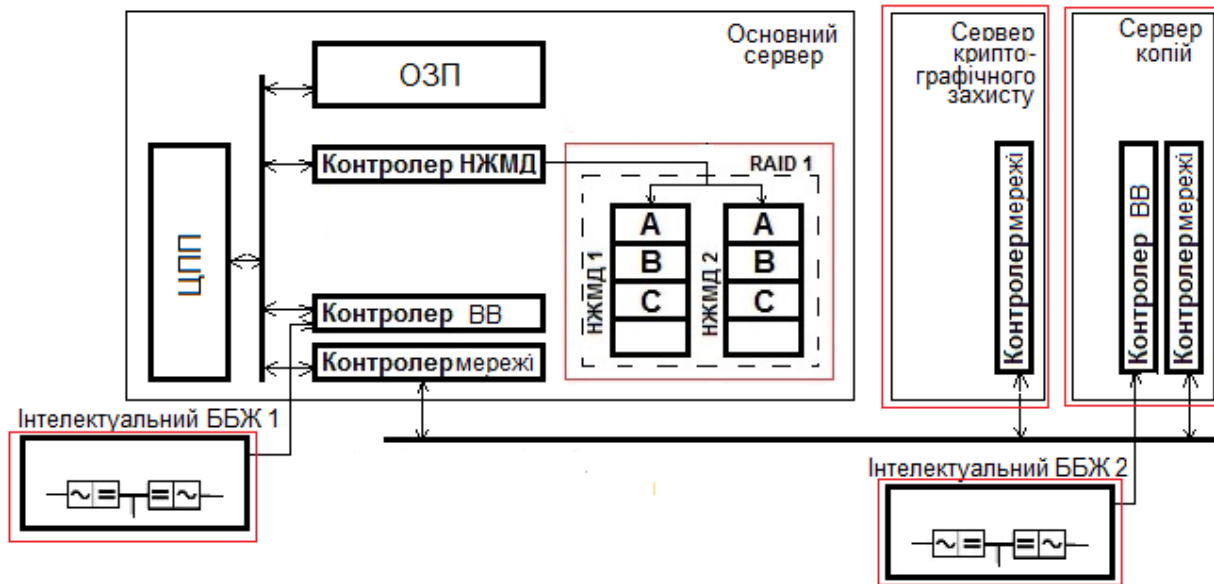 Основний
сервер
ОЗП
ЦПП
Контролер НЖМД
RAID 1
НЖМД 1
A
B
C
НЖМД 2
A
B
C
Контролер ВВ
Контролер мережі
Сервер
крипто-
графічного
захисту
Контролер мережі
Сервер
копій
Контролер ВВ
Контролер мережі
Інтелектуальний ББЖ 1
~ = = ~
Інтелектуальний ББЖ 2
~ = = ~